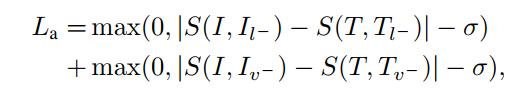 L_a = max(0, |S(I, I_{l^-}) − S(T, T_{l^-})| − σ)
+ max(0, |S(I, I_{v^-}) − S(T, T_{v^-})| − σ),